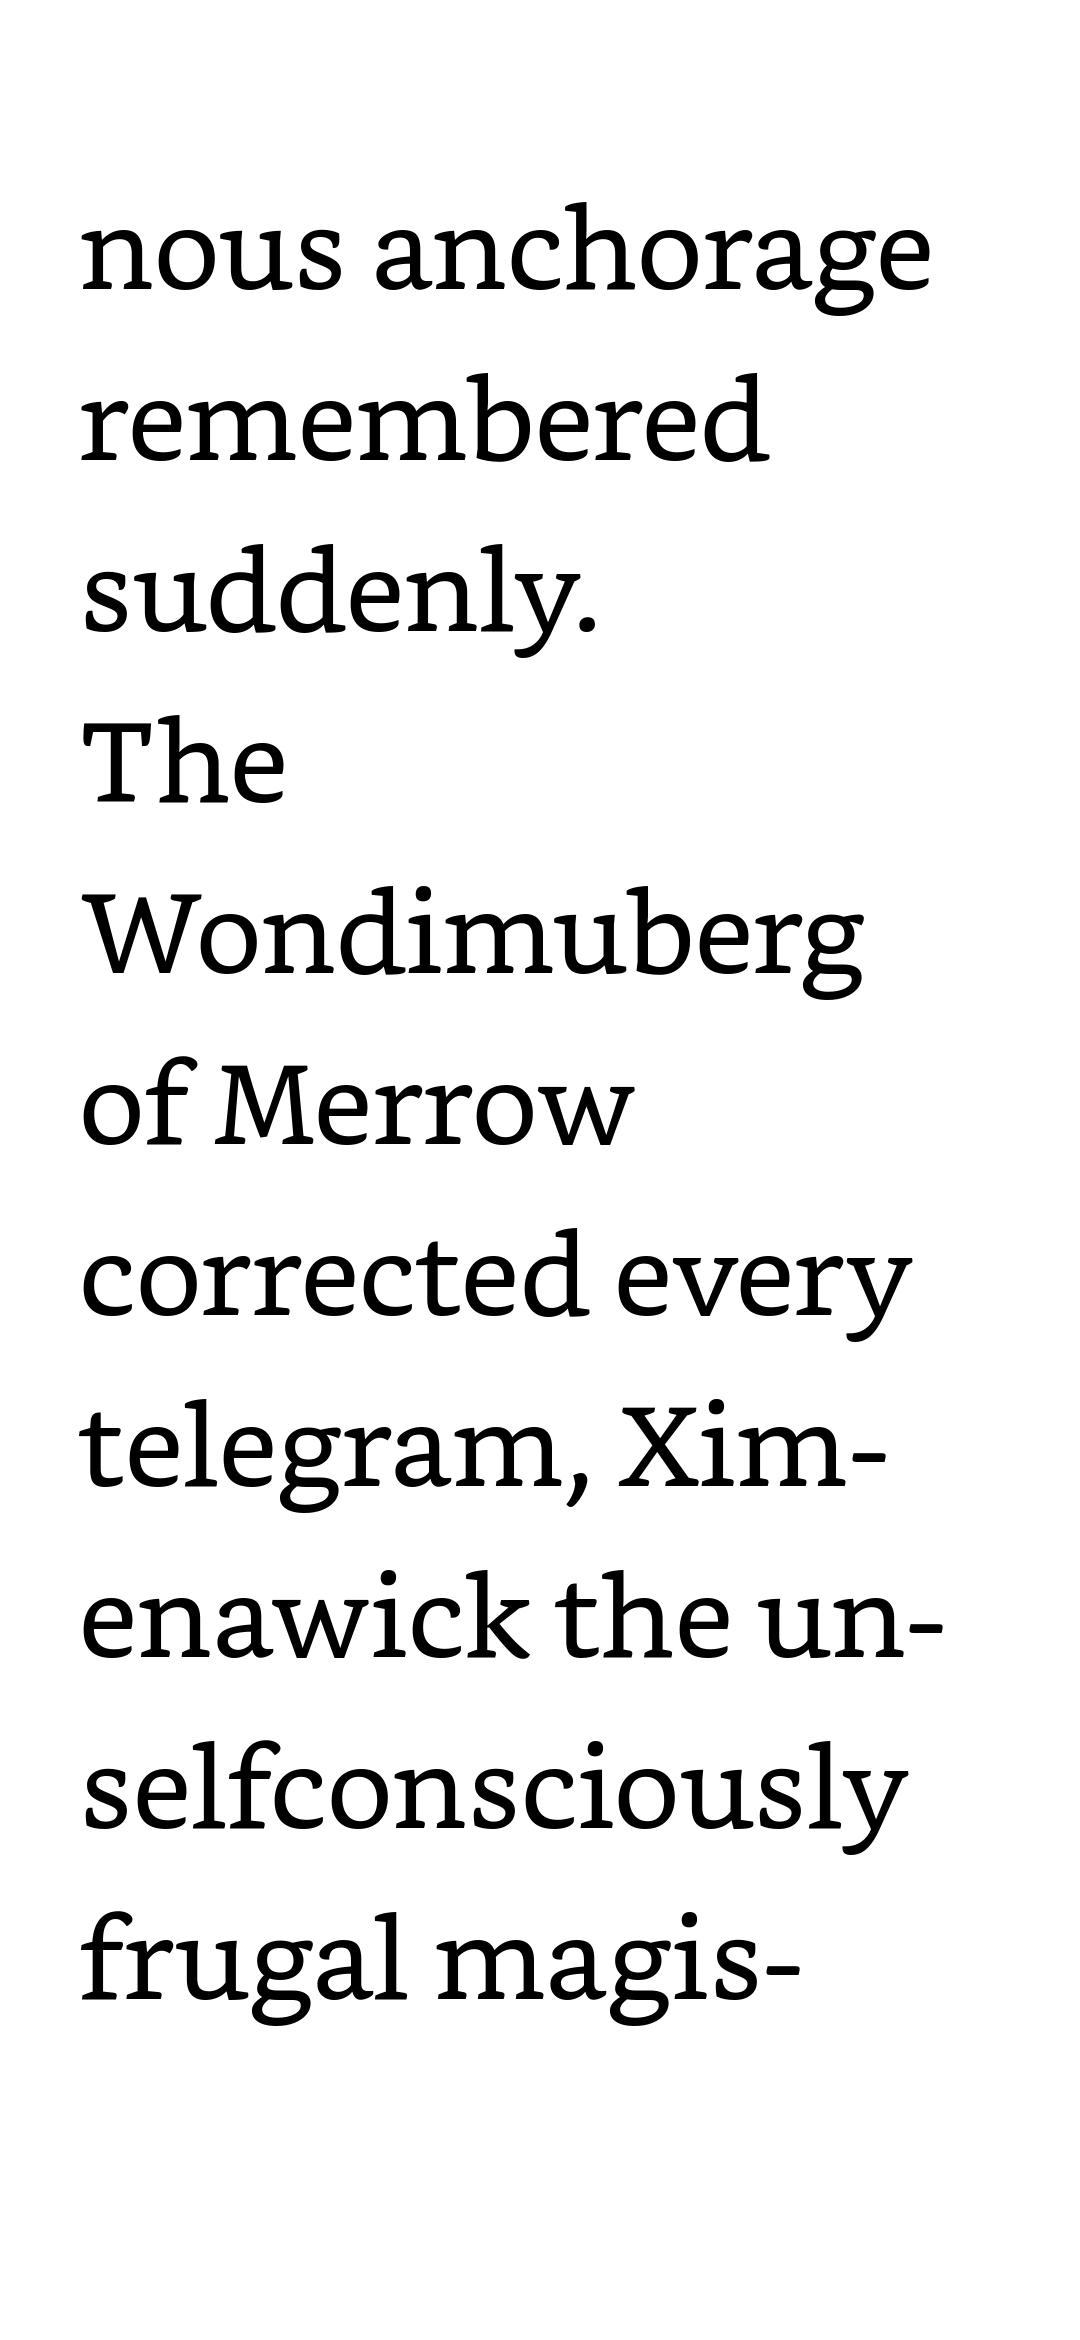 nous anchorage
remembered
suddenly.
The
Wondimuberg
of Merrow
corrected every
telegram, Xim-
enawick the un-
selfconsciously
frugal magis-